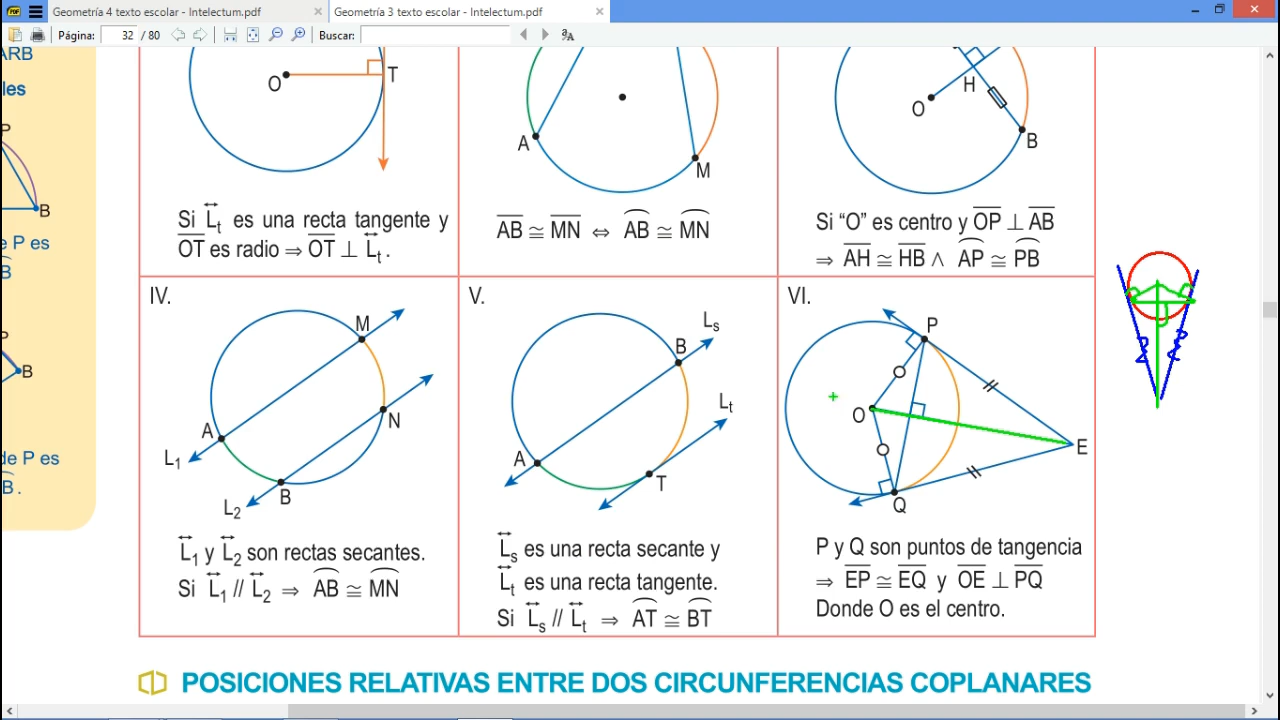 Geometría 4 texto escolar - Intelectum.pdf
Geometría 3 texto escolar - Intelectum.pdf
Página: 32 / 80 Buscar:
ARB
les
P
B
e P es
B
P
B
de P es
B.
O T
Si Lt es una recta tangente y
OT es radio ⇒ OT ⊥ Lt .
A M
AB ≅ MN ⇔ AB ≅ MN
O H B
Si “O” es centro y OP ⊥ AB
⇒ AH ≅ HB ∧ AP ≅ PB
IV.
M
A N
L1
B
L2
L1 y L2 son rectas secantes.
Si L1 // L2 ⇒ AB ≅ MN
V.
Ls
B
Lt
A
T
Ls es una recta secante y
Lt es una recta tangente.
Si Ls // Lt ⇒ AT ≅ BT
VI.
P
O
E
Q
P y Q son puntos de tangencia
⇒ EP ≅ EQ y OE ⊥ PQ
Donde O es el centro.
POSICIONES RELATIVAS ENTRE DOS CIRCUNFERENCIAS COPLANARES